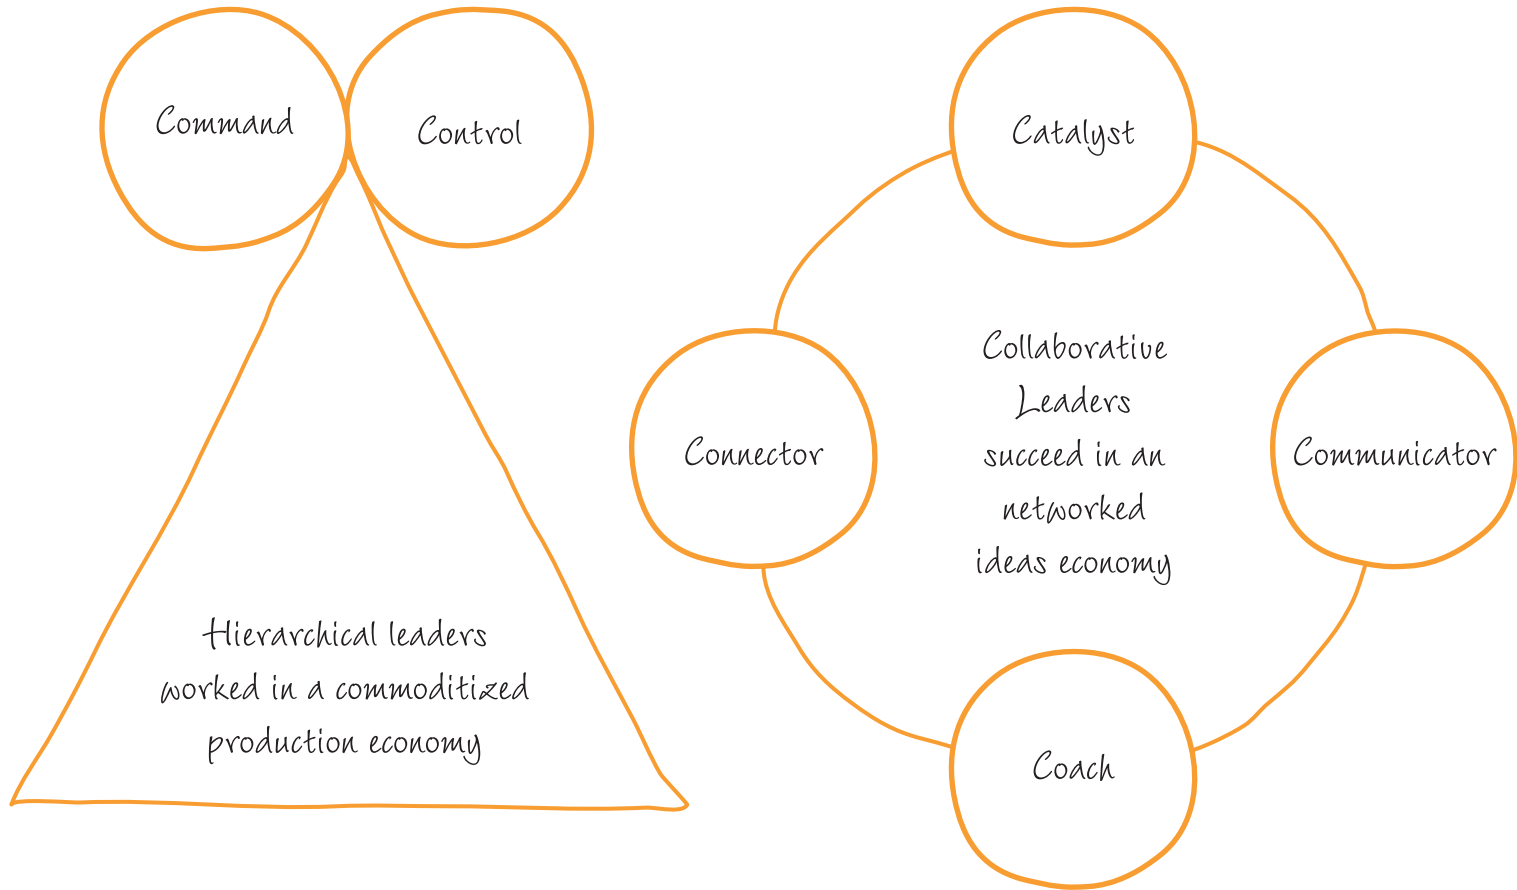 Command
Control
Hierarchical leaders
worked in a commoditized
production economy
Catalyst
Connector
Collaborative
Leaders
succeed in an
networked
ideas economy
Communicator
Coach